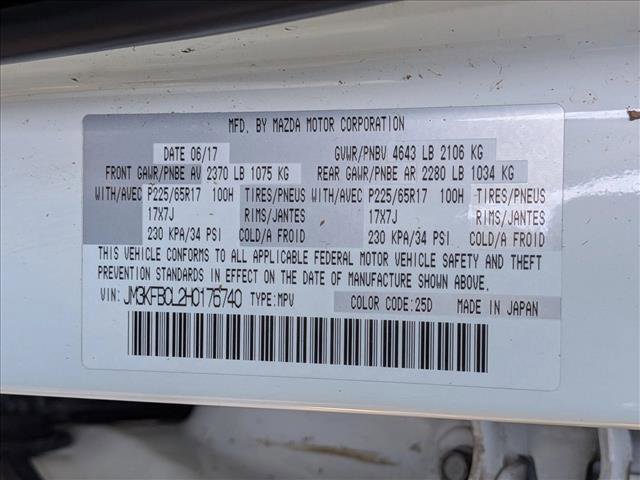 MFD. BY MAZDA MOTOR CORPORATION
DATE 06/17 GVWR/PNBV 4643 LB 2106 KG
FRONT GAWR/PNBE AV 2370 LB 1075 KG REAR GAWR/PNBE AR 2280 LB 1034 KG
WITH/AVEC P225/65R17 100H TIRES/PNEUS WITH/AVEC P225/65R17 100H TIRES/PNEUS
17X7J RIMS/JANTES 17X7J RIMS/JANTES
230 KPA/34 PSI COLD/A FROID 230 KPA/34 PSI COLD/A FROID
THIS VEHICLE CONFORMS TO ALL APPLICABLE FEDERAL MOTOR VEHICLE SAFETY AND THEFT
PREVENTION STANDARDS IN EFFECT ON THE DATE OF MANUFACTURE SHOWN ABOVE.
VIN: JM3KFBCL2H0176740 TYPE:MPV COLOR CODE:25D MADE IN JAPAN